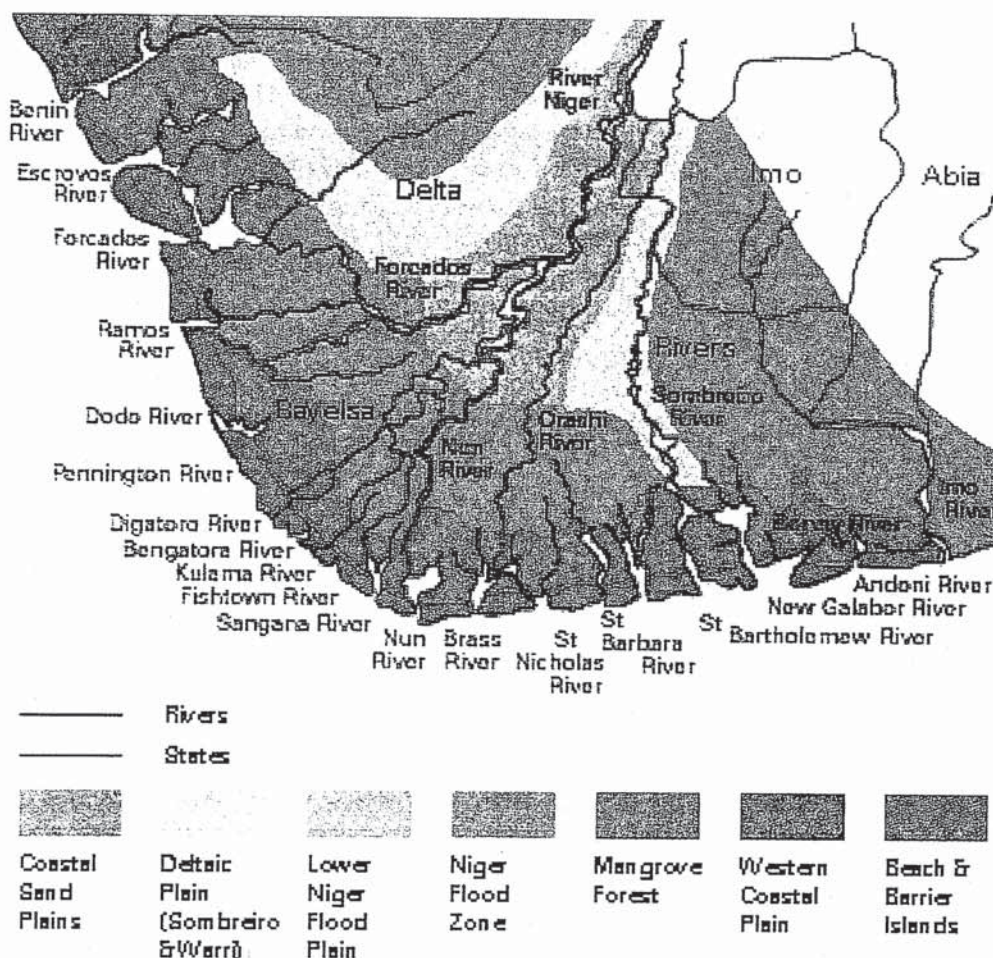 River
Niger
Benin
River
Escrovos
River
Forcados
River
Delta
Imo
Abia
Forcados
River
Ramos
River
Rivers
Sombreiro
River
Dodo River
Bayelsa
Orashi
River
Nun
River
Pennington River
Imo
River
Digatoro River
Bengatora River
Kulama River
Fishtown River
Sangana River
Bonny River
Andoni River
New Calabar River
Nun
River
Brass
River
St
Nicholas
River
St
Barbara
River
St
Bartholomew River
Rivers
States
Coastal
Sand
Plains
Deltaic
Plain
(Sombreiro
&Warri)
Lower
Niger
Flood
Plain
Niger
Flood
Zone
Mangrove
Forest
Western
Coastal
Plain
Beach &
Barrier
Islands